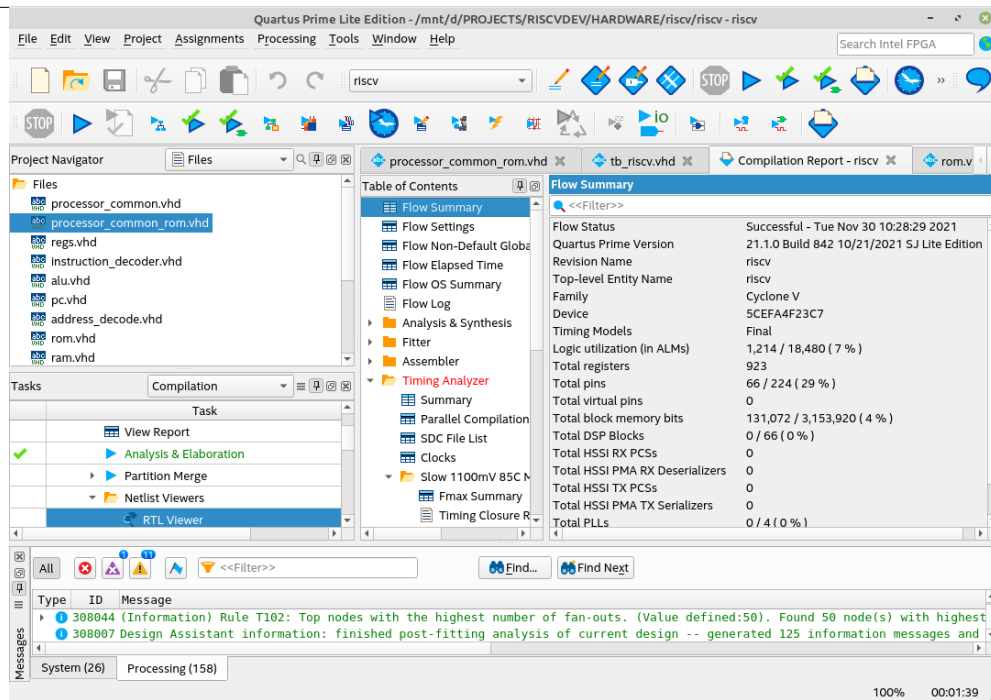 Quartus Prime Lite Edition - /mnt/d/PROJECTS/RISCVDEV/HARDWARE/riscv/riscv - riscv
File Edit View Project Assignments Processing Tools Window Help
Search Intel FPGA
riscv
STOP
»
STOP
io
Project Navigator
Files
processor_common_rom.vhd
tb_riscv.vhd
Compilation Report - riscv
rom.v
Files
processor_common.vhd
processor_common_rom.vhd
regs.vhd
instruction_decoder.vhd
alu.vhd
pc.vhd
address_decode.vhd
rom.vhd
ram.vhd
Tasks
Compilation
Task
View Report
Analysis & Elaboration
Partition Merge
Netlist Viewers
RTL Viewer
Table of Contents
Flow Summary
Flow Settings
Flow Non-Default Globa
Flow Elapsed Time
Flow OS Summary
Flow Log
Analysis & Synthesis
Fitter
Assembler
Timing Analyzer
Summary
Parallel Compilation
SDC File List
Clocks
Slow 1100mV 85C M
Fmax Summary
Timing Closure R
Flow Summary
<<Filter>>
Flow Status Successful - Tue Nov 30 10:28:29 2021
Quartus Prime Version 21.1.0 Build 842 10/21/2021 SJ Lite Edition
Revision Name riscv
Top-level Entity Name riscv
Family Cyclone V
Device 5CEFA4F23C7
Timing Models Final
Logic utilization (in ALMs) 1,214 / 18,480 ( 7 % )
Total registers 923
Total pins 66 / 224 ( 29 % )
Total virtual pins 0
Total block memory bits 131,072 / 3,153,920 ( 4 % )
Total DSP Blocks 0 / 66 ( 0 % )
Total HSSI RX PCSs 0
Total HSSI PMA RX Deserializers 0
Total HSSI TX PCSs 0
Total HSSI PMA TX Serializers 0
Total PLLs 0 / 4 ( 0 % )
All
1
11
<<Filter>>
Find...
Find Next
Type ID Message
308044 (Information) Rule T102: Top nodes with the highest number of fan-outs. (Value defined:50). Found 50 node(s) with highest
308007 Design Assistant information: finished post-fitting analysis of current design -- generated 125 information messages and
Messages
System (26)
Processing (158)
100% 00:01:39